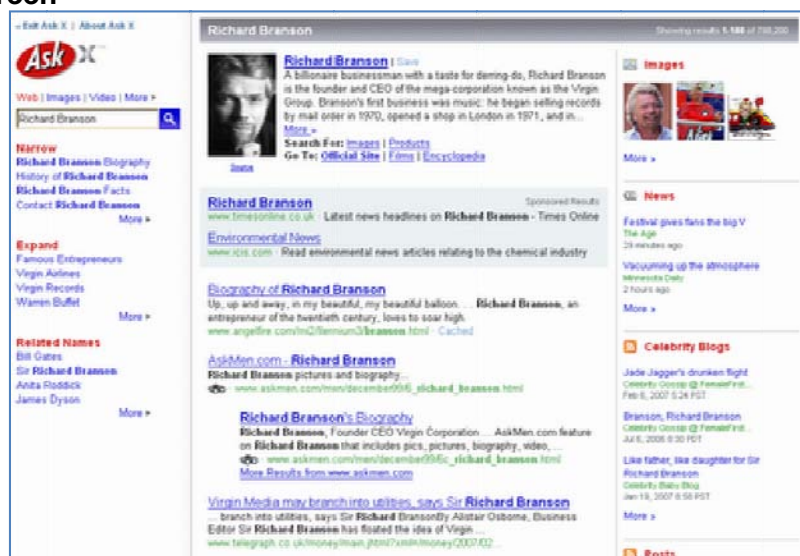 « Exit Ask X | About Ask X
Ask X™
Web | Images | Video | More »
Richard Branson
Narrow
Richard Branson Biography
History of Richard Branson
Richard Branson Facts
Contact Richard Branson
More »
Expand
Famous Entrepreneurs
Virgin Airlines
Virgin Records
Warren Buffet
More »
Related Names
Bill Gates
Sir Richard Branson
Anita Roddick
James Dyson
More »
Richard Branson
Showing results 1-100 of
Richard Branson | Save
A billionaire businessman with a taste for derring-do, Richard Branson
is the founder and CEO of the mega-corporation known as the Virgin
Group. Branson's first business was music: he began selling records
by mail order in 1970, opened a shop in London in 1971, and in...
More »
Search For: Images | Products
Go To: Official Site | Films | Encyclopedia
Source
Richard Branson
Sponsored Results
www.timesonline.co.uk · Latest news headlines on Richard Branson - Times Online
Environmental News
www.icis.com · Read environmental news articles relating to the chemical industry
Biography of Richard Branson
Up, up and away, in my beautiful, my beautiful balloon. ... Richard Branson, an
entrepreneur of the twentieth century, loves to soar high.
www.angelfire.com/mi2/llennium3/branson.html · Cached
AskMen.com - Richard Branson
Richard Branson pictures and biography...
www.askmen.com/men/december99/6_richard_branson.html
Richard Branson's Biography
Richard Branson, Founder CEO Virgin Corporation ... AskMen.com feature
on Richard Branson that includes pics, pictures, biography, video, ...
www.askmen.com/men/december99/6c_richard_branson.html
More Results from www.askmen.com
Virgin Media may branch into utilities, says Sir Richard Branson
... branch into utilities, says Sir Richard BransonBy Alistair Osborne, Business
Editor Sir Richard Branson has floated the idea of Virgin ...
www.telegraph.co.uk/money/main.jhtml?xml=/money/2007/02...
Images
More »
News
Festival gives fans the big V
The Age
29 minutes ago
Vacuuming up the atmosphere
Minnesota Daily
2 hours ago
More »
Celebrity Blogs
Jade Jagger's drunken flight
Celebrity Gossip @ FemaleFirst...
Feb 6, 2007 5:24 PST
Branson, Richard Branson
Celebrity Gossip @ FemaleFirst...
Jul 6, 2006 8:30 PDT
Like father, like daughter for Sir
Richard Branson
Celebrity Baby Blog
Jan 19, 2007 6:58 PST
More »
Posts